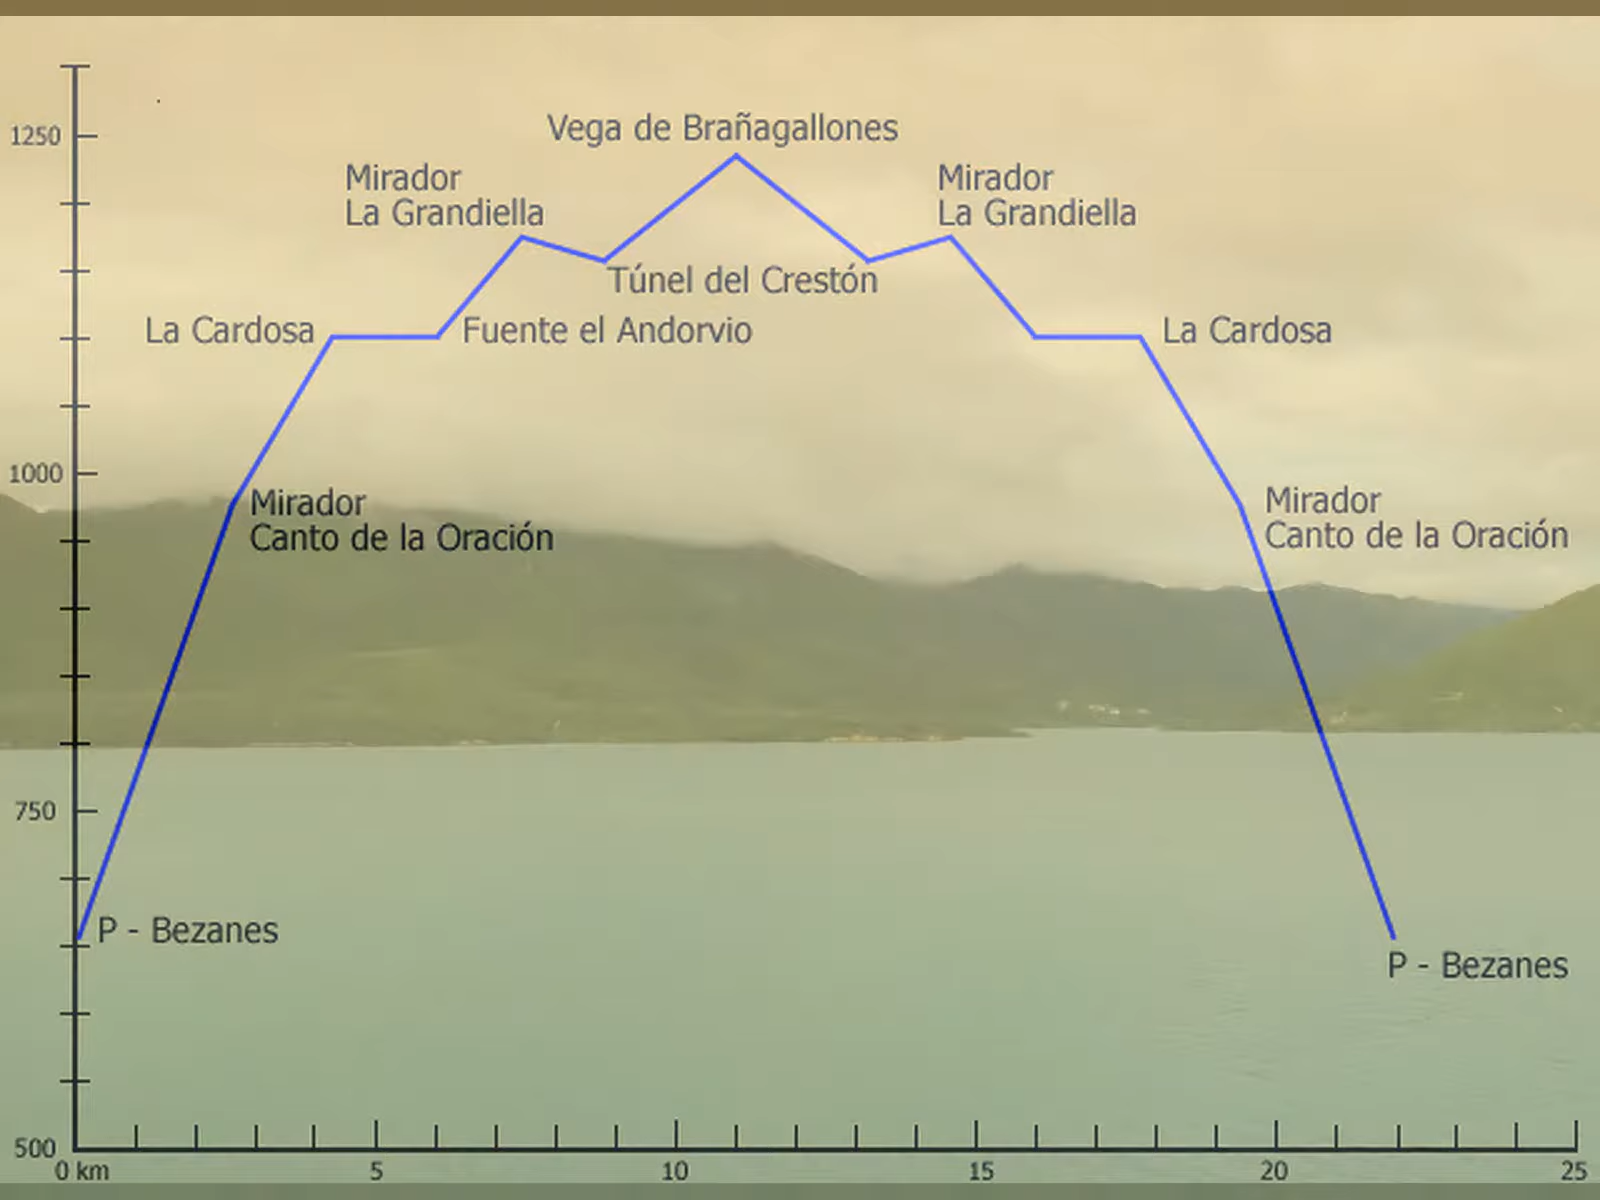 1250
Vega de Brañagallones
Mirador
La Grandiella
Mirador
La Grandiella
Túnel del Crestón
La Cardosa
Fuente el Andorvio
La Cardosa
1000
Mirador
Canto de la Oración
Mirador
Canto de la Oración
750
P - Bezanes
P - Bezanes
500
0 km
5
10
15
20
25